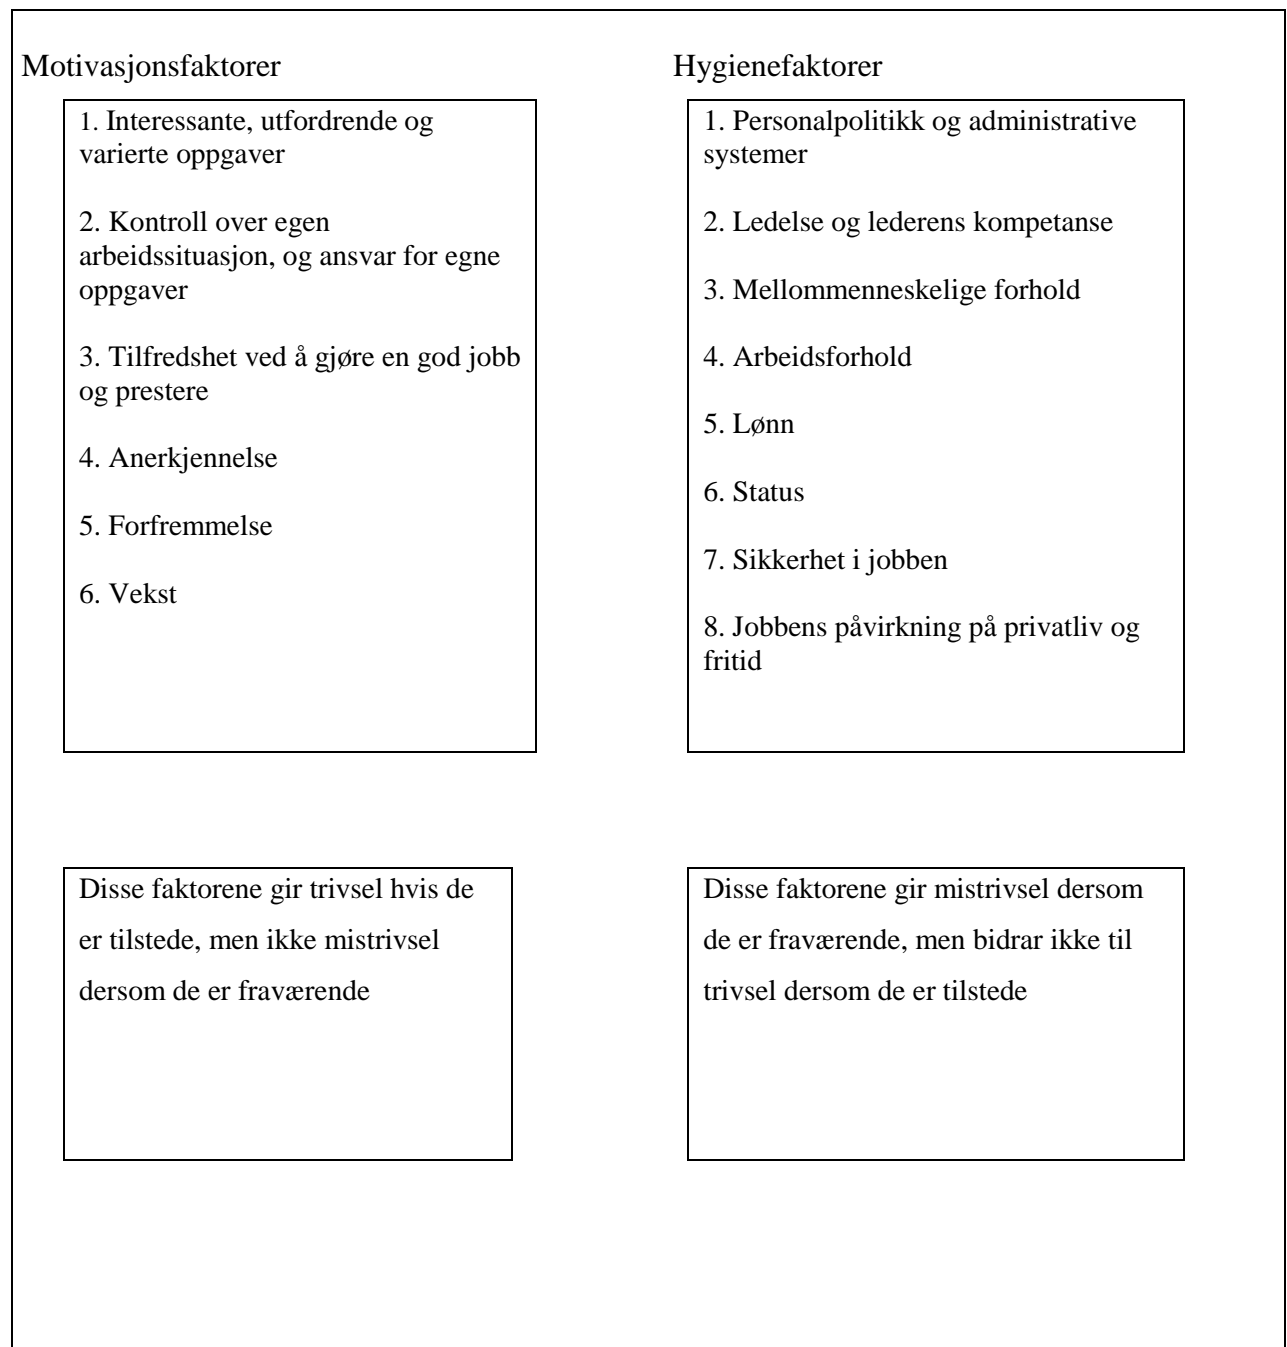 Motivasjonsfaktorer
1. Interessante, utfordrende og
varierte oppgaver
2. Kontroll over egen
arbeidssituasjon, og ansvar for egne
oppgaver
3. Tilfredshet ved å gjøre en god jobb
og prestere
4. Anerkjennelse
5. Forfremmelse
6. Vekst
Hygienefaktorer
1. Personalpolitikk og administrative
systemer
2. Ledelse og lederens kompetanse
3. Mellommenneskelige forhold
4. Arbeidsforhold
5. Lønn
6. Status
7. Sikkerhet i jobben
8. Jobbens påvirkning på privatliv og
fritid
Disse faktorene gir trivsel hvis de
er tilstede, men ikke mistrivsel
dersom de er fraværende
Disse faktorene gir mistrivsel dersom
de er fraværende, men bidrar ikke til
trivsel dersom de er tilstede